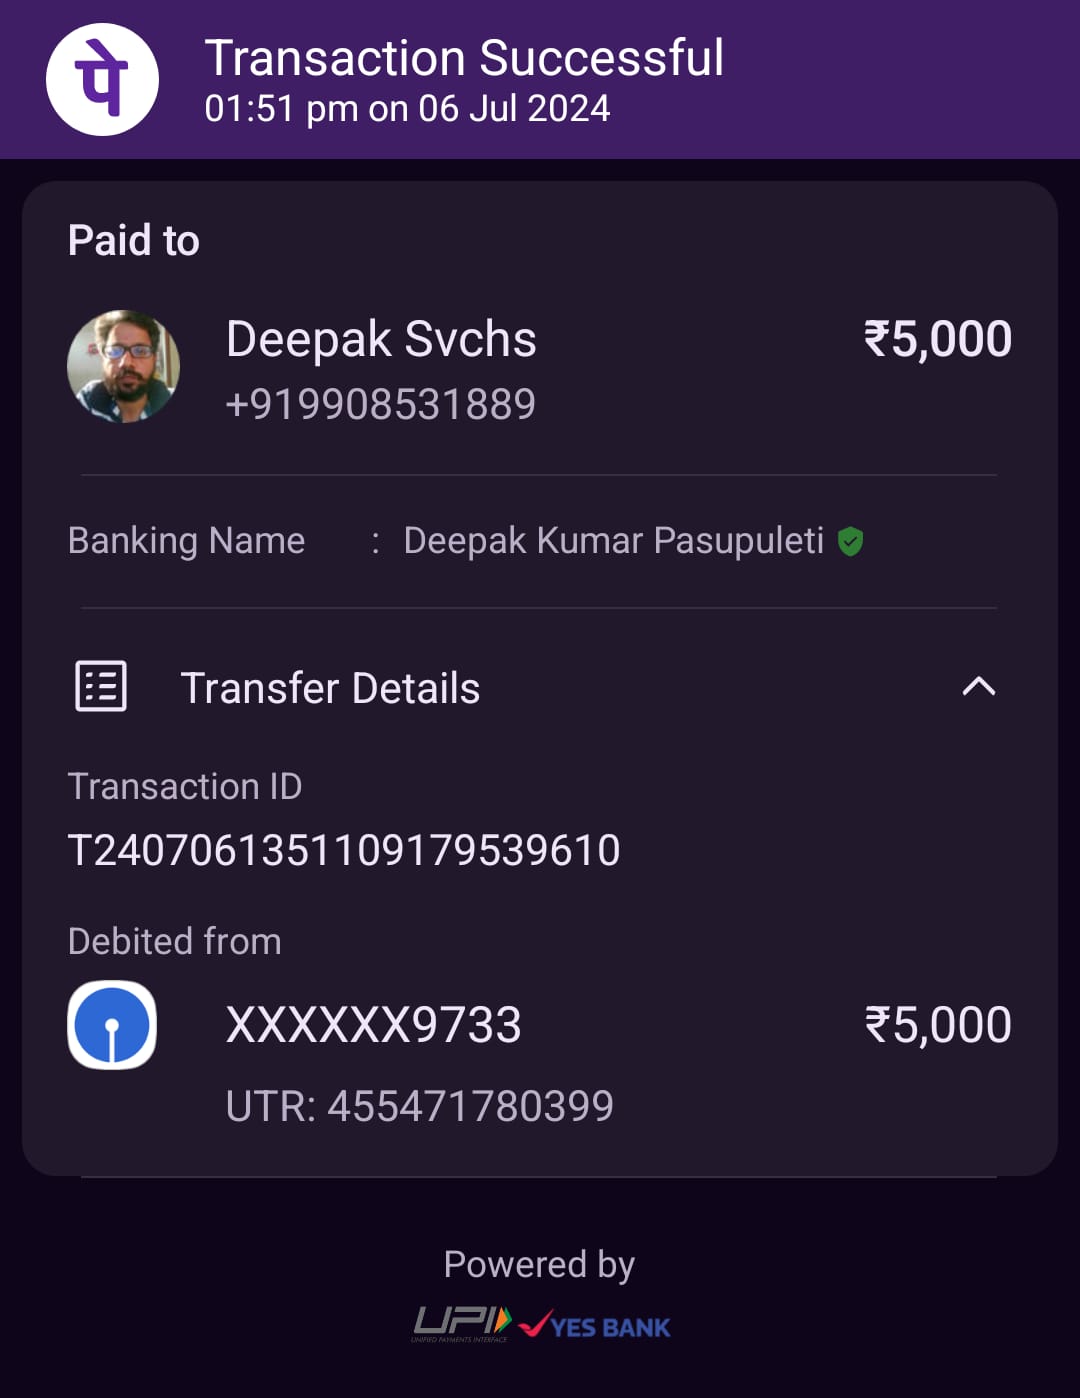 पे
Transaction Successful
01:51 pm on 06 Jul 2024
Paid to
Deepak Svchs ₹5,000
+919908531889
Banking Name : Deepak Kumar Pasupuleti
Transfer Details
Transaction ID
T2407061351109179539610
Debited from
XXXXXX9733 ₹5,000
UTR: 455471780399
Powered by
UPI YES BANK
UNIFIED PAYMENTS INTERFACE